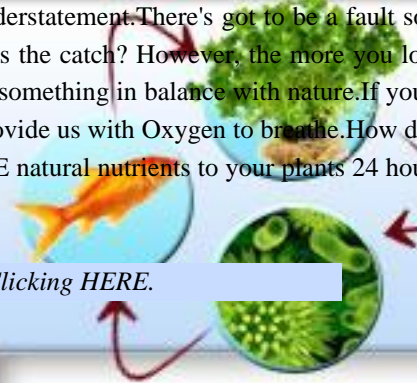 derstatement.There's got to be a fault so
s the catch? However, the more you lo
something in balance with nature.If you
ovide us with Oxygen to breathe.How d
E natural nutrients to your plants 24 hou
licking HERE.